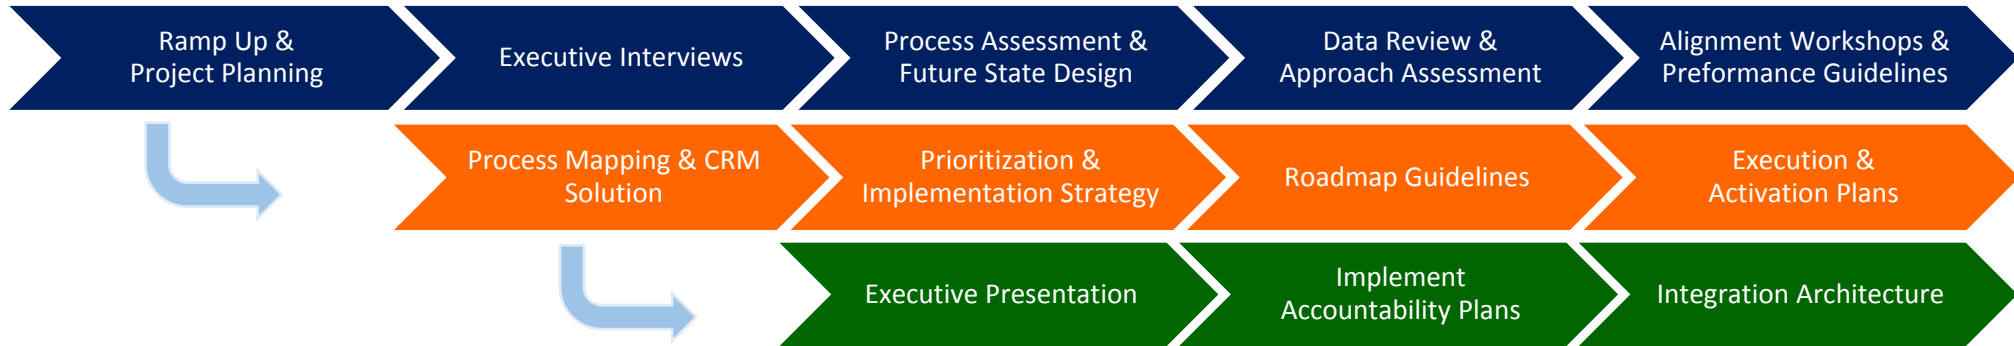 Ramp Up &
Project Planning
Executive Interviews
Process Assessment &
Future State Design
Data Review &
Approach Assessment
Alignment Workshops &
Preformance Guidelines
Process Mapping & CRM
Solution
Prioritization &
Implementation Strategy
Roadmap Guidelines
Execution &
Activation Plans
Executive Presentation
Implement
Accountability Plans
Integration Architecture